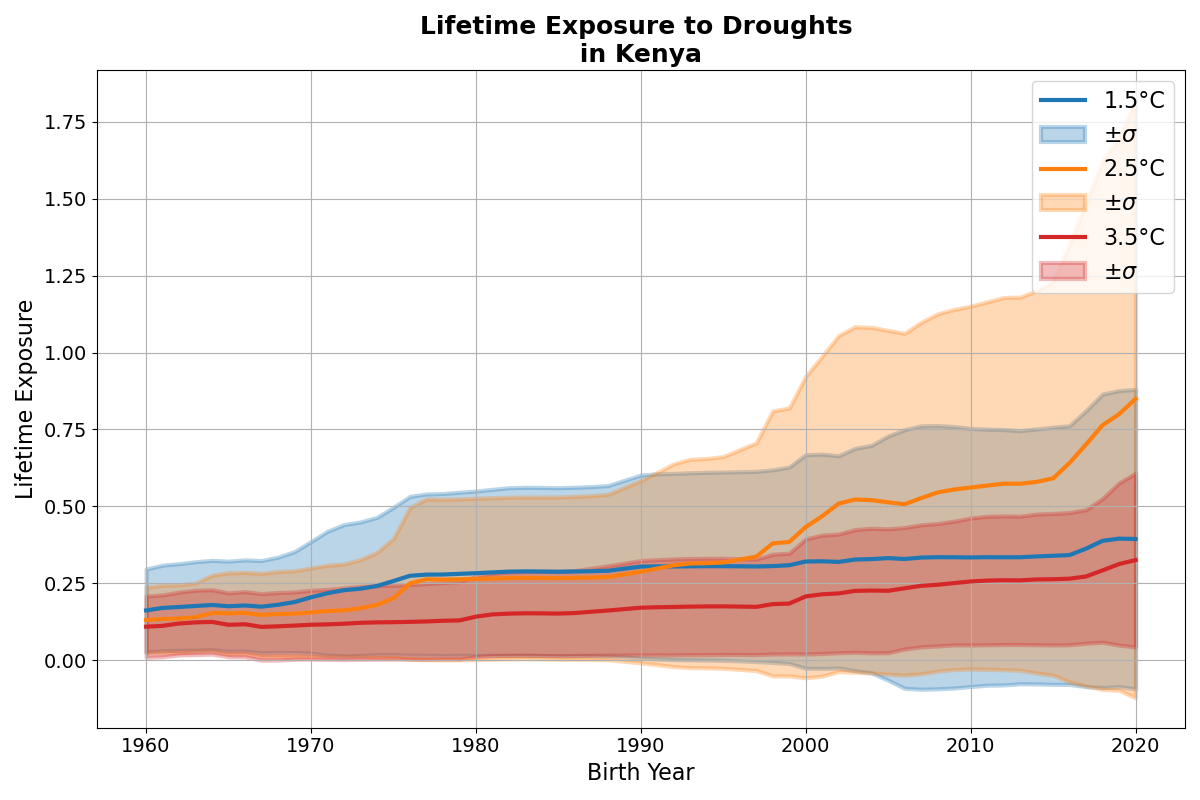 Lifetime Exposure to Droughts
in Kenya
1.5°C
±σ
2.5°C
±σ
3.5°C
±σ
Lifetime Exposure
1.75
1.50
1.25
1.00
0.75
0.50
0.25
0.00
1960 1970 1980 1990 2000 2010 2020
Birth Year